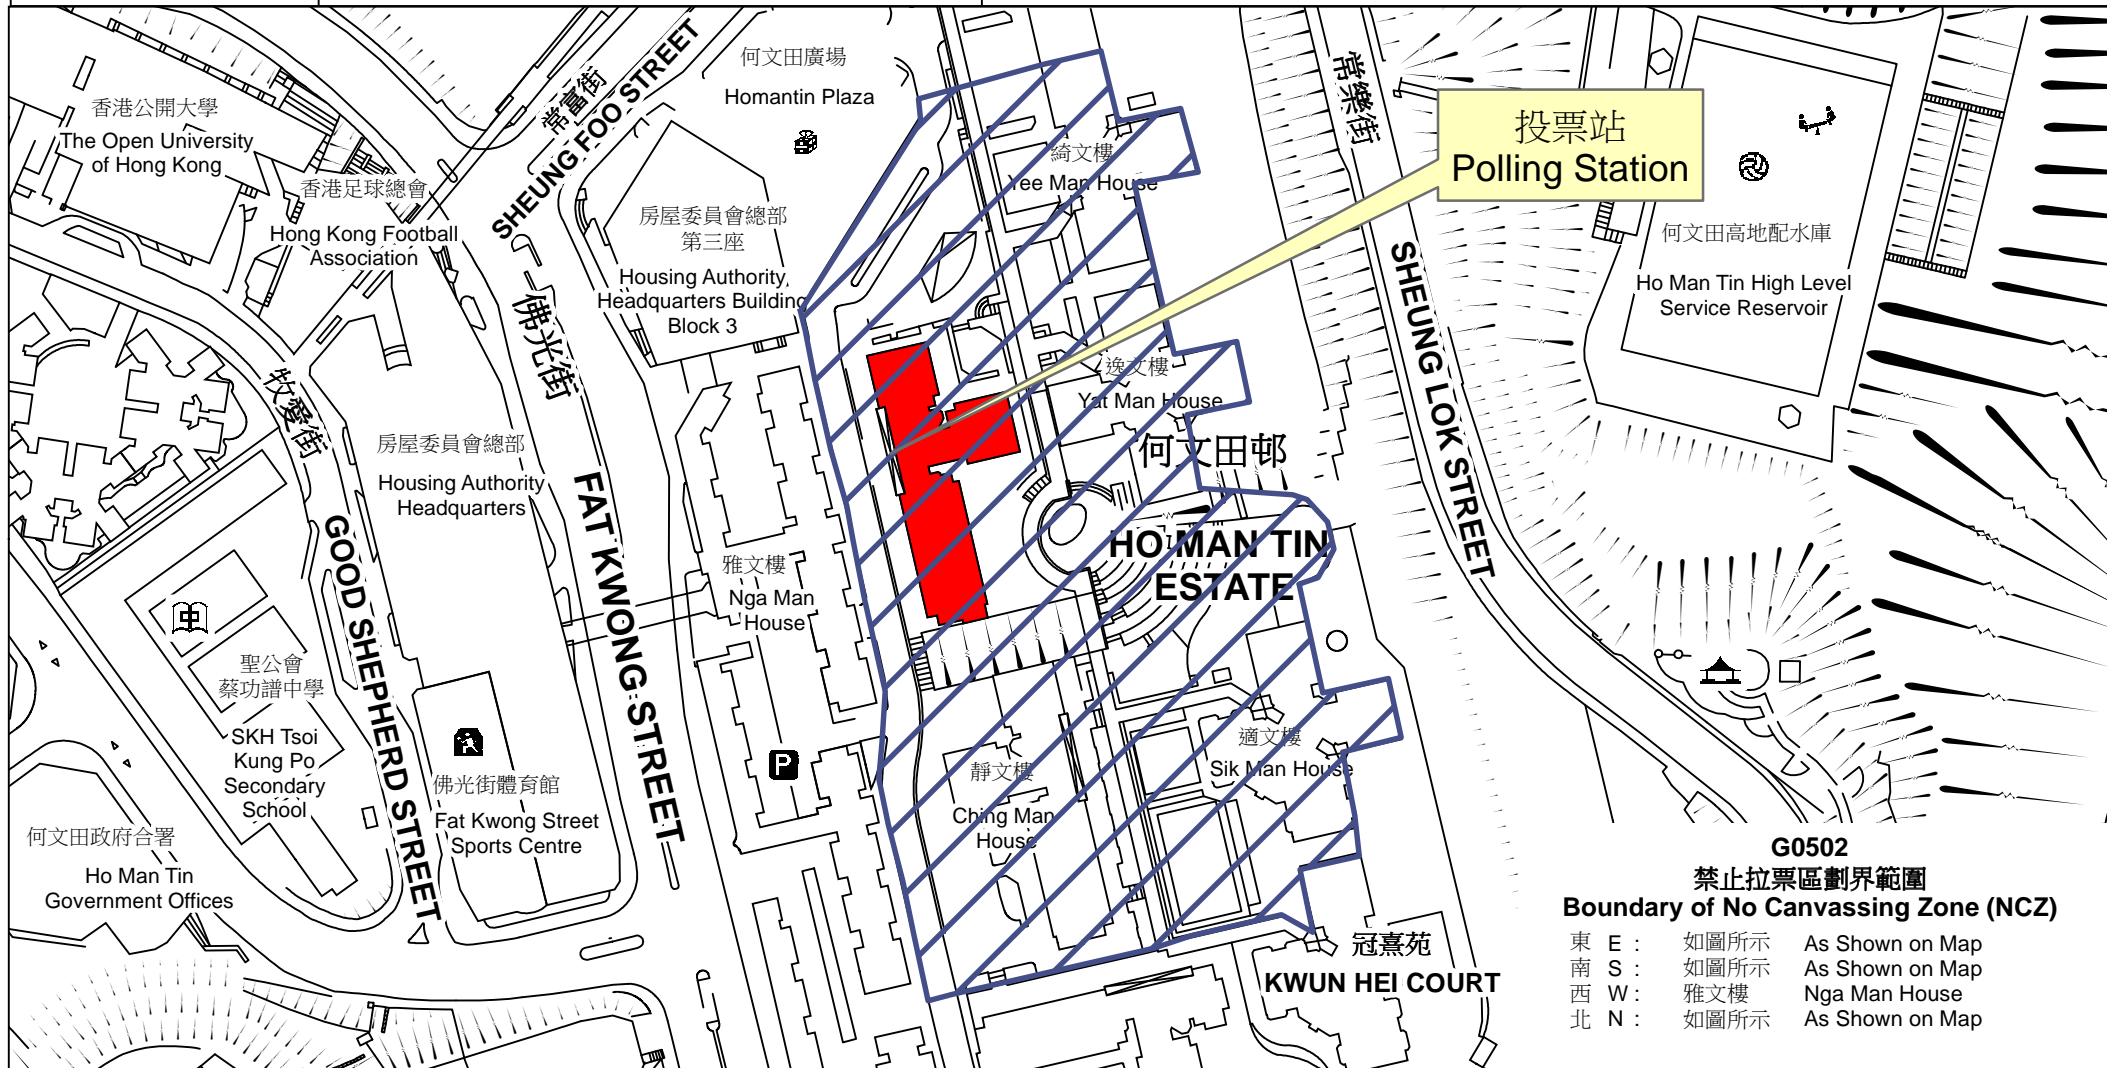 何文田廣場
Homantin Plaza
常富街
SHEUNG FOO STREET
常樂街
香港公開大學
The Open University
of Hong Kong
香港足球總會
Hong Kong Football
Association
投票站
Polling Station
綺文樓
Yee Man House
房屋委員會總部
第三座
Housing Authority
Headquarters Building
Block 3
何文田高地配水庫
Ho Man Tin High Level
Service Reservoir
SHEUNG LOK STREET
佛光街
FAT KWONG STREET
牧愛街
GOOD SHEPHERD STREET
逸文樓
Yat Man House
房屋委員會總部
Housing Authority
Headquarters
何文田邨
HO MAN TIN
ESTATE
雅文樓
Nga Man
House
中
聖公會
蔡功譜中學
SKH Tsoi
Kung Po
Secondary
School
P
適文樓
Sik Man House
靜文樓
Ching Man
House
佛光街體育館
Fat Kwong Street
Sports Centre
何文田政府合署
Ho Man Tin
Government Offices
冠熹苑
KWUN HEI COURT
G0502
禁止拉票區劃界範圍
Boundary of No Canvassing Zone (NCZ)
東 E : 如圖所示 As Shown on Map
南 S : 如圖所示 As Shown on Map
西 W : 雅文樓 Nga Man House
北 N : 如圖所示 As Shown on Map